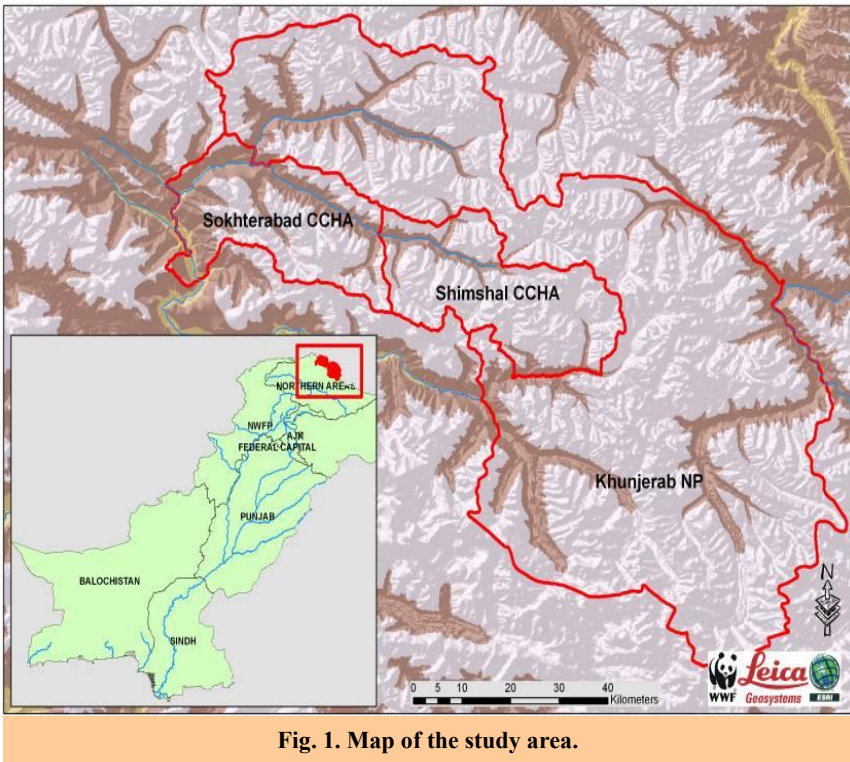 Sokhterabad CCHA
Shimshal CCHA
Khunjerab NP
NORTHERN AREAS
NWFP
AJK
FEDERAL CAPITAL
PUNJAB
BALOCHISTAN
SINDH
N
0 5 10 20 30 40
Kilometers
WWF
Leica
Geosystems
ESRI
Fig. 1. Map of the study area.